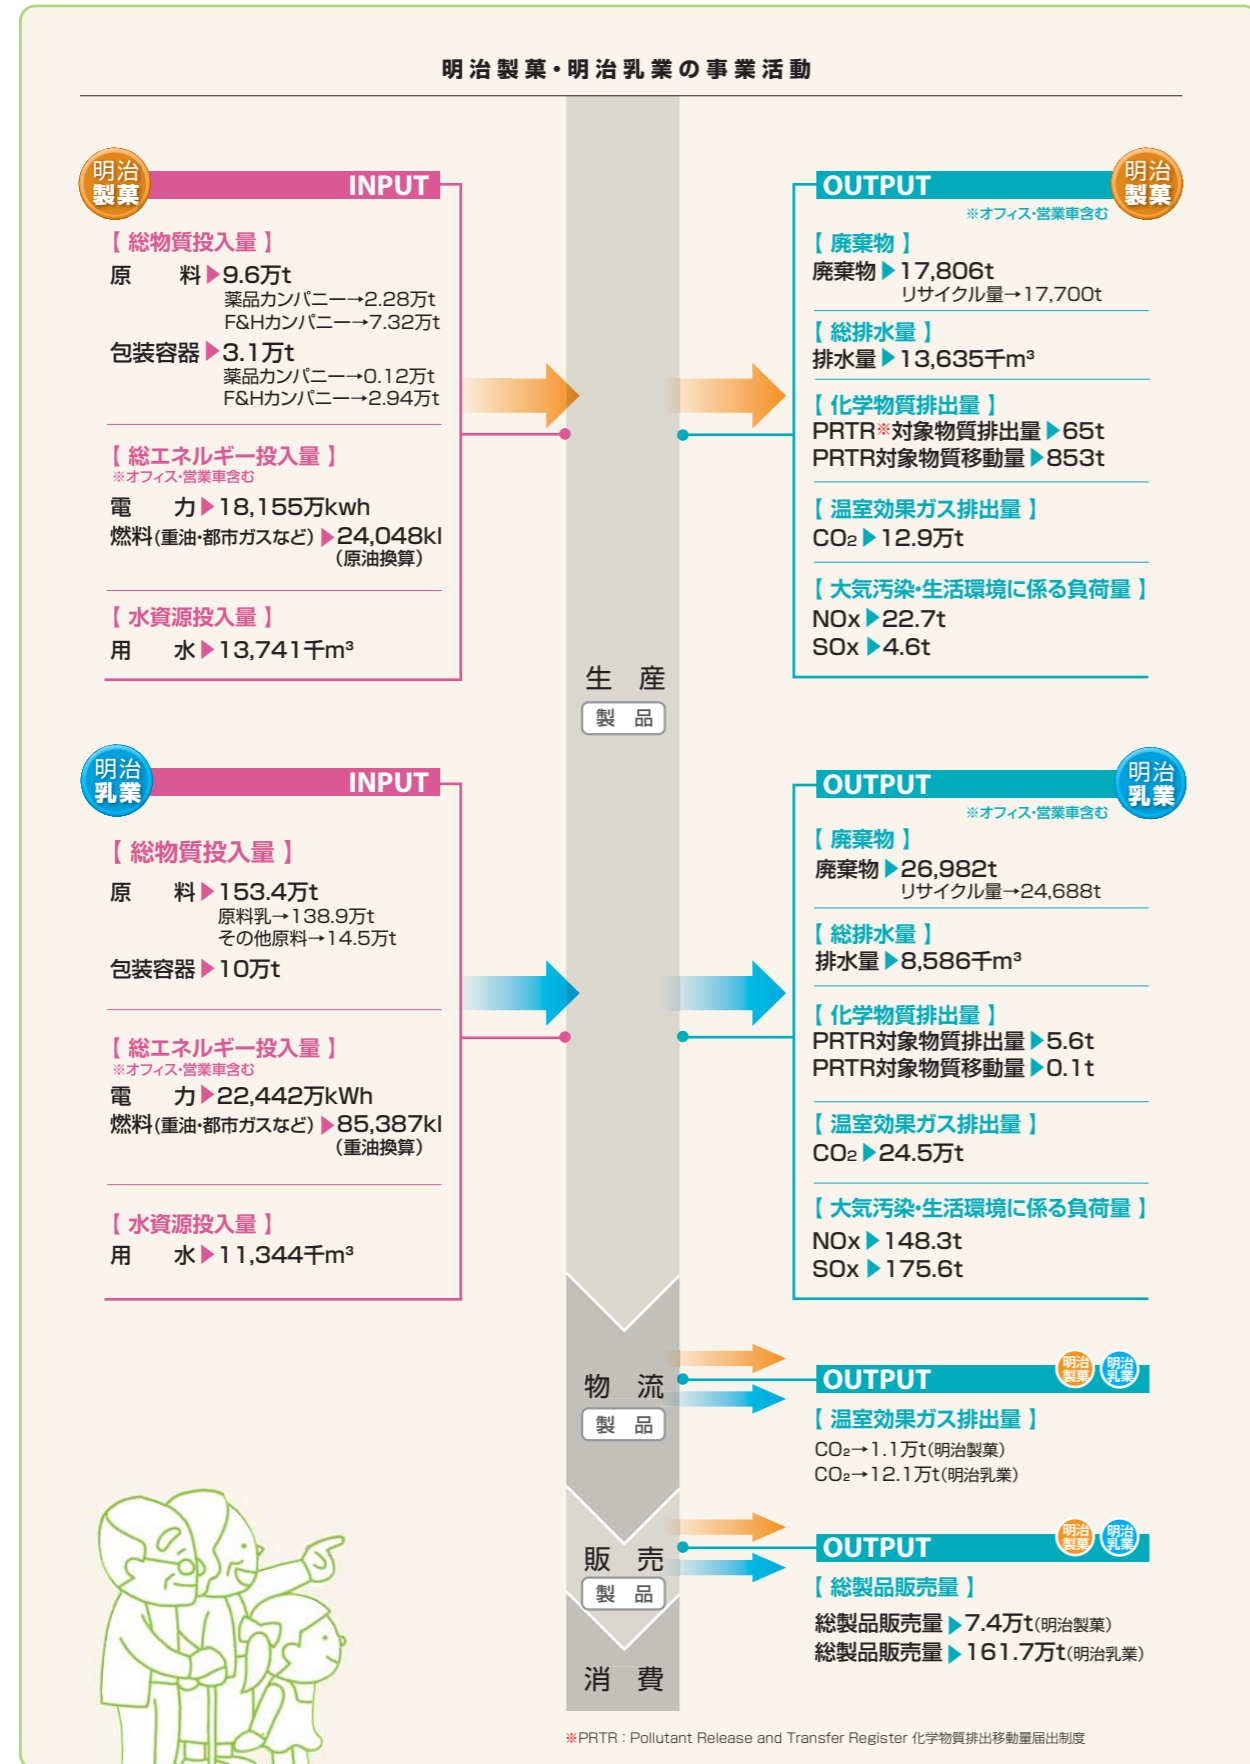 明治製菓・明治乳業の事業活動
明治
製菓
INPUT
【 総物質投入量 】
原　料▶9.6万t
薬品カンパニー→2.28万t
F&Hカンパニー→7.32万t
包装容器▶3.1万t
薬品カンパニー→0.12万t
F&Hカンパニー→2.94万t
【 総エネルギー投入量 】
※オフィス・営業車含む
電　力▶18,155万kwh
燃料(重油・都市ガスなど)▶24,048kl
(原油換算)
【 水資源投入量 】
用　水▶13,741千m³
OUTPUT
明治
製菓
※オフィス・営業車含む
【 廃棄物 】
廃棄物▶17,806t
リサイクル量→17,700t
【 総排水量 】
排水量▶13,635千m³
【 化学物質排出量 】
PRTR※対象物質排出量▶65t
PRTR対象物質移動量▶853t
【 温室効果ガス排出量 】
CO₂▶12.9万t
【 大気汚染・生活環境に係る負荷量 】
NOx▶22.7t
SOx▶4.6t
生　産
製　品
明治
乳業
INPUT
【 総物質投入量 】
原　料▶153.4万t
原料乳→138.9万t
その他原料→14.5万t
包装容器▶10万t
【 総エネルギー投入量 】
※オフィス・営業車含む
電　力▶22,442万kWh
燃料(重油・都市ガスなど)▶85,387kl
(重油換算)
【 水資源投入量 】
用　水▶11,344千m³
OUTPUT
明治
乳業
※オフィス・営業車含む
【 廃棄物 】
廃棄物▶26,982t
リサイクル量→24,688t
【 総排水量 】
排水量▶8,586千m³
【 化学物質排出量 】
PRTR対象物質排出量▶5.6t
PRTR対象物質移動量▶0.1t
【 温室効果ガス排出量 】
CO₂▶24.5万t
【 大気汚染・生活環境に係る負荷量 】
NOx▶148.3t
SOx▶175.6t
物　流
製　品
OUTPUT
明治
製菓
明治
乳業
【 温室効果ガス排出量 】
CO₂→1.1万t(明治製菓)
CO₂→12.1万t(明治乳業)
販　売
製　品
OUTPUT
明治
製菓
明治
乳業
【 総製品販売量 】
総製品販売量▶7.4万t(明治製菓)
総製品販売量▶161.7万t(明治乳業)
消　費
※PRTR：Pollutant Release and Transfer Register 化学物質排出移動量届出制度